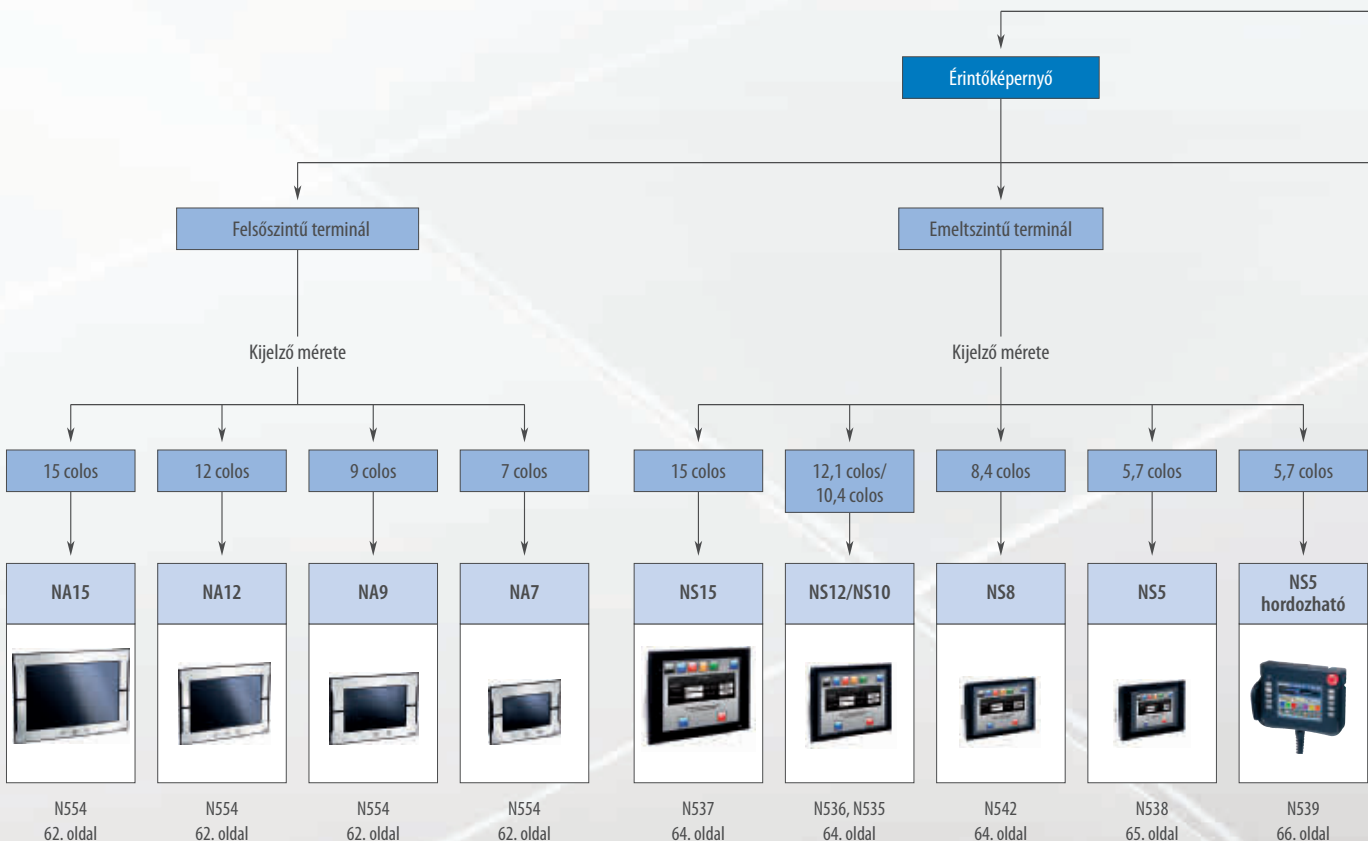 Érintőképernyő
Felsőszintű terminál
Emeltszintű terminál
Kijelző mérete
Kijelző mérete
15 colos
12 colos
9 colos
7 colos
15 colos
12,1 colos/
10,4 colos
8,4 colos
5,7 colos
5,7 colos
NA15
NA12
NA9
NA7
NS15
NS12/NS10
NS8
NS5
NS5
hordozható
N554
62. oldal
N554
62. oldal
N554
62. oldal
N554
62. oldal
N537
64. oldal
N536, N535
64. oldal
N542
64. oldal
N538
65. oldal
N539
66. oldal